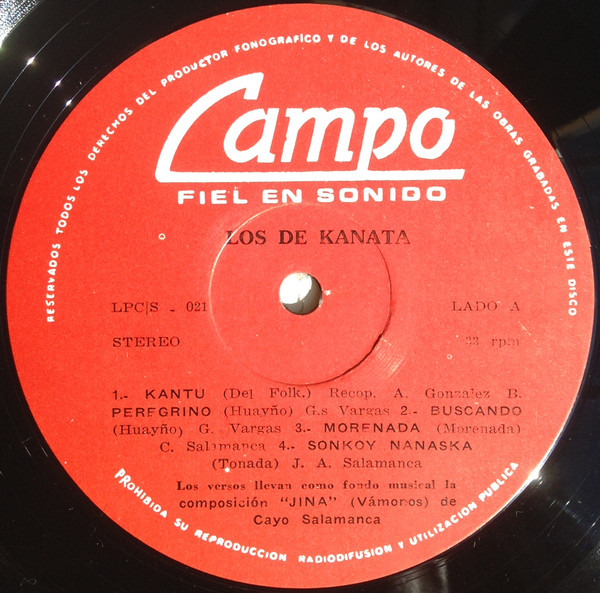 RESERVADOS TODOS LOS DERECHOS DEL PRODUCTOR FONOGRAFICO Y DE LOS AUTORES DE LAS OBRAS GRABADAS EN ESTE DISCO
Campo
FIEL EN SONIDO
LOS DE KANATA
LPC|S - 021 LADO A
STEREO 33 rpm
1.- KANTU (Del Folk.) Recop. A. Gonzalez B.
PEREGRINO (Huayño) G.s Vargas 2.- BUSCANDO
(Huayño) G. Vargas 3.- MORENADA (Morenada)
C. Salamanca 4.- SONKOY NANASKA
(Tonada) J. A. Salamanca
Los versos llevan como fondo musical la
composición "JINA" (Vámonos) de
Cayo Salamanca
PROHIBIDA SU REPRODUCCION RADIODIFUSION Y UTILIZACION PUBLICA